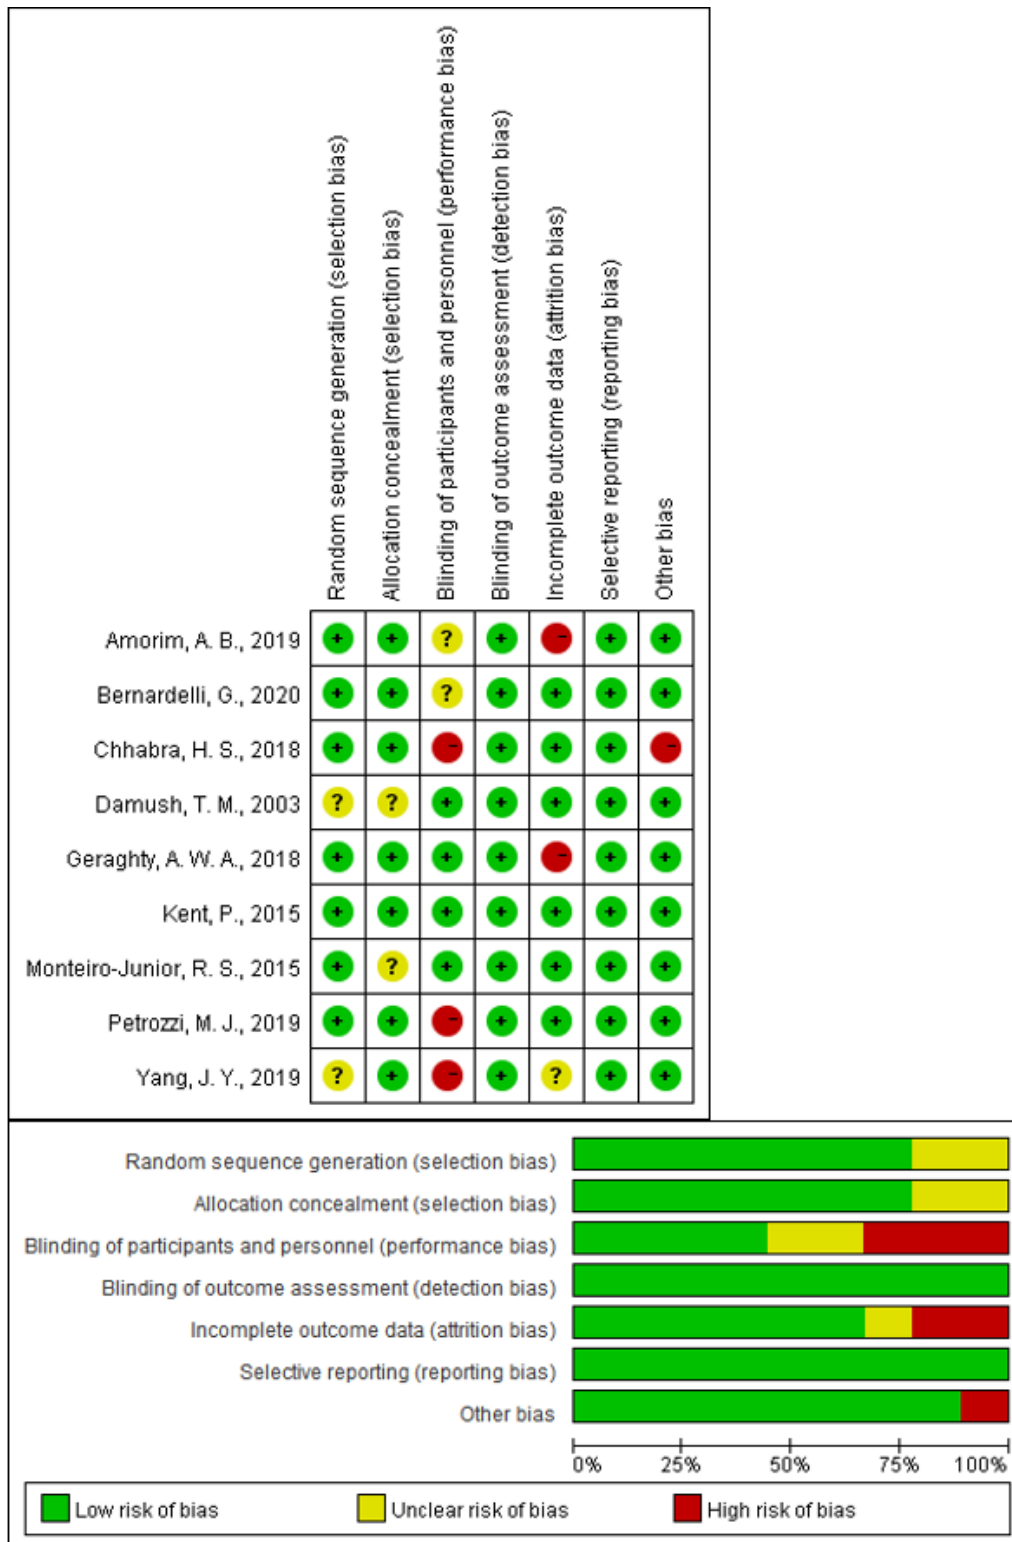 Random sequence generation (selection bias)
Allocation concealment (selection bias)
Blinding of participants and personnel (performance bias)
Blinding of outcome assessment (detection bias)
Incomplete outcome data (attrition bias)
Selective reporting (reporting bias)
Other bias
Amorim, A. B., 2019 + + ? + - + +
Bernardelli, G., 2020 + + ? + + + +
Chhabra, H. S., 2018 + + - + + + -
Damush, T. M., 2003 ? ? + + + + +
Geraghty, A. W. A., 2018 + + + + - + +
Kent, P., 2015 + + + + + + +
Monteiro-Junior, R. S., 2015 + ? + + + + +
Petrozzi, M. J., 2019 + + - + + + +
Yang, J. Y., 2019 ? + - + ? + +
Random sequence generation (selection bias)
Allocation concealment (selection bias)
Blinding of participants and personnel (performance bias)
Blinding of outcome assessment (detection bias)
Incomplete outcome data (attrition bias)
Selective reporting (reporting bias)
Other bias
0% 25% 50% 75% 100%
Low risk of bias Unclear risk of bias High risk of bias